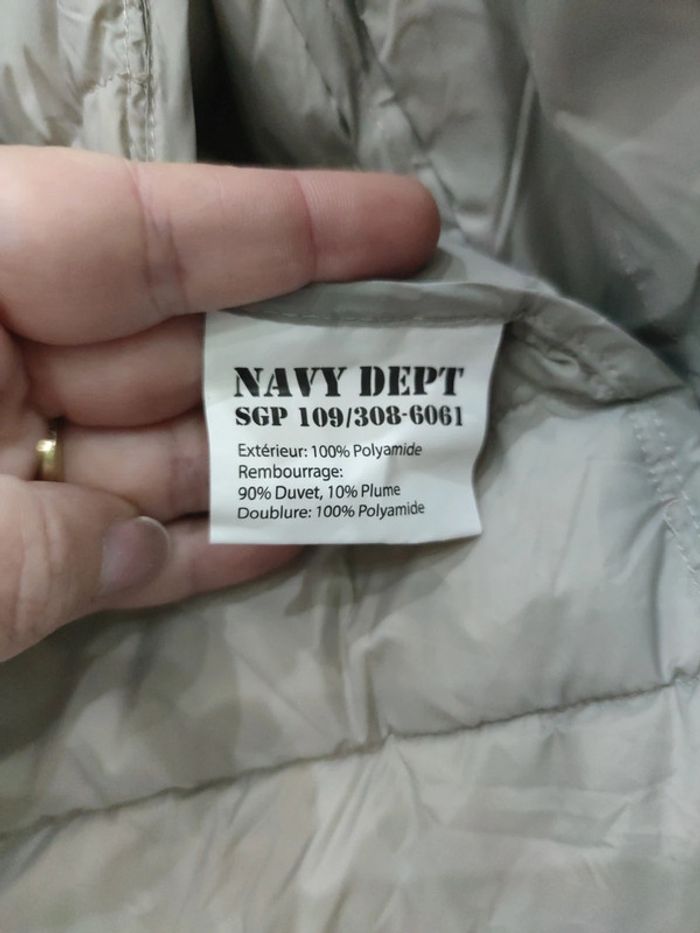 NAVY DEPT
SGP 109/308-6061
Extérieur: 100% Polyamide
Rembourrage:
90% Duvet, 10% Plume
Doublure: 100% Polyamide